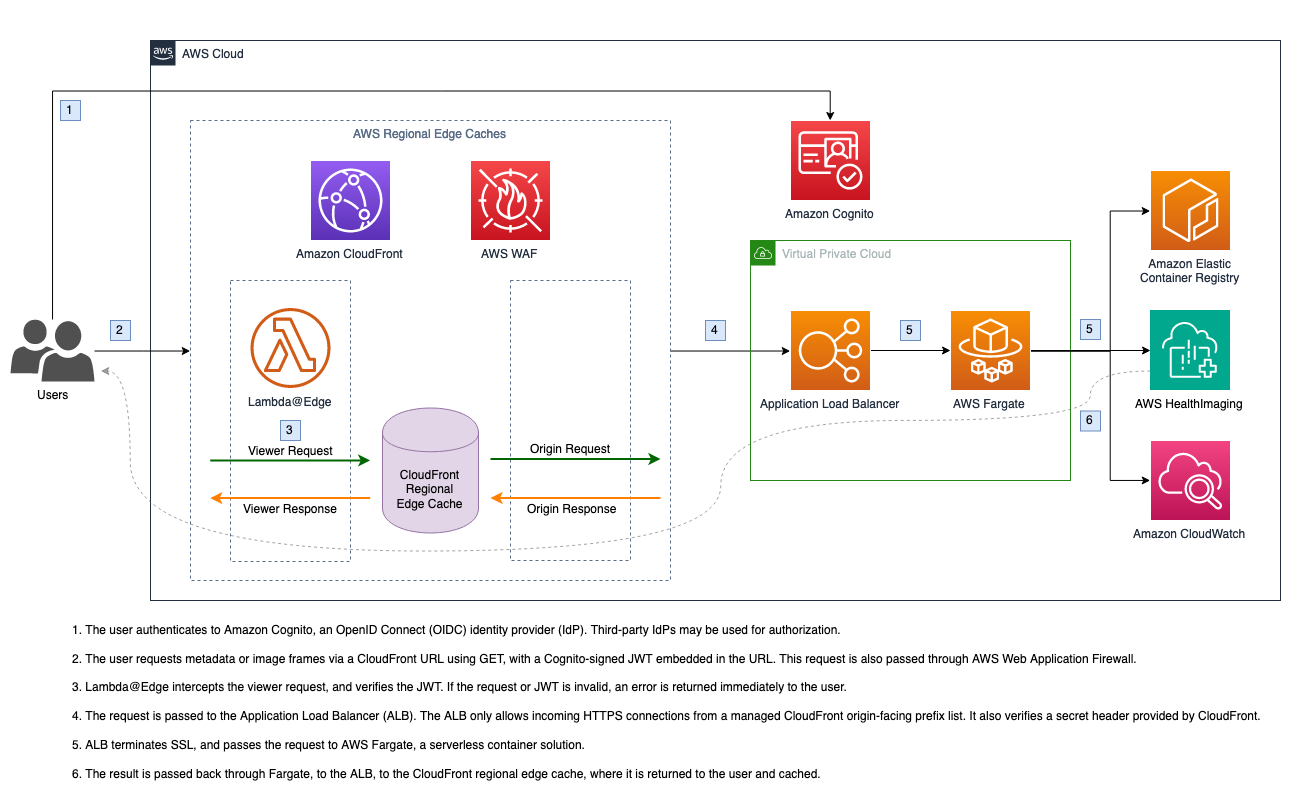 aws
AWS Cloud
1
AWS Regional Edge Caches
Amazon CloudFront
AWS WAF
Amazon Cognito
Virtual Private Cloud
Amazon Elastic
Container Registry
2
4
5
5
Users
Lambda@Edge
Application Load Balancer
AWS Fargate
AWS HealthImaging
3
6
Viewer Request
Origin Request
CloudFront
Regional
Edge Cache
Viewer Response
Origin Response
Amazon CloudWatch
1. The user authenticates to Amazon Cognito, an OpenID Connect (OIDC) identity provider (IdP). Third-party IdPs may be used for authorization.
2. The user requests metadata or image frames via a CloudFront URL using GET, with a Cognito-signed JWT embedded in the URL. This request is also passed through AWS Web Application Firewall.
3. Lambda@Edge intercepts the viewer request, and verifies the JWT. If the request or JWT is invalid, an error is returned immediately to the user.
4. The request is passed to the Application Load Balancer (ALB). The ALB only allows incoming HTTPS connections from a managed CloudFront origin-facing prefix list. It also verifies a secret header provided by CloudFront.
5. ALB terminates SSL, and passes the request to AWS Fargate, a serverless container solution.
6. The result is passed back through Fargate, to the ALB, to the CloudFront regional edge cache, where it is returned to the user and cached.